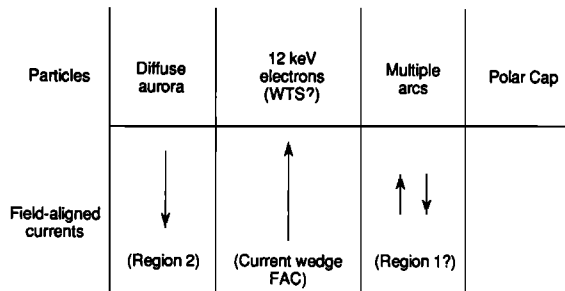 Particles
Diffuse
aurora
12 keV
electrons
(WTS?)
Multiple
arcs
Polar Cap
Field-aligned
currents
(Region 2)
(Current wedge
FAC)
(Region 1?)